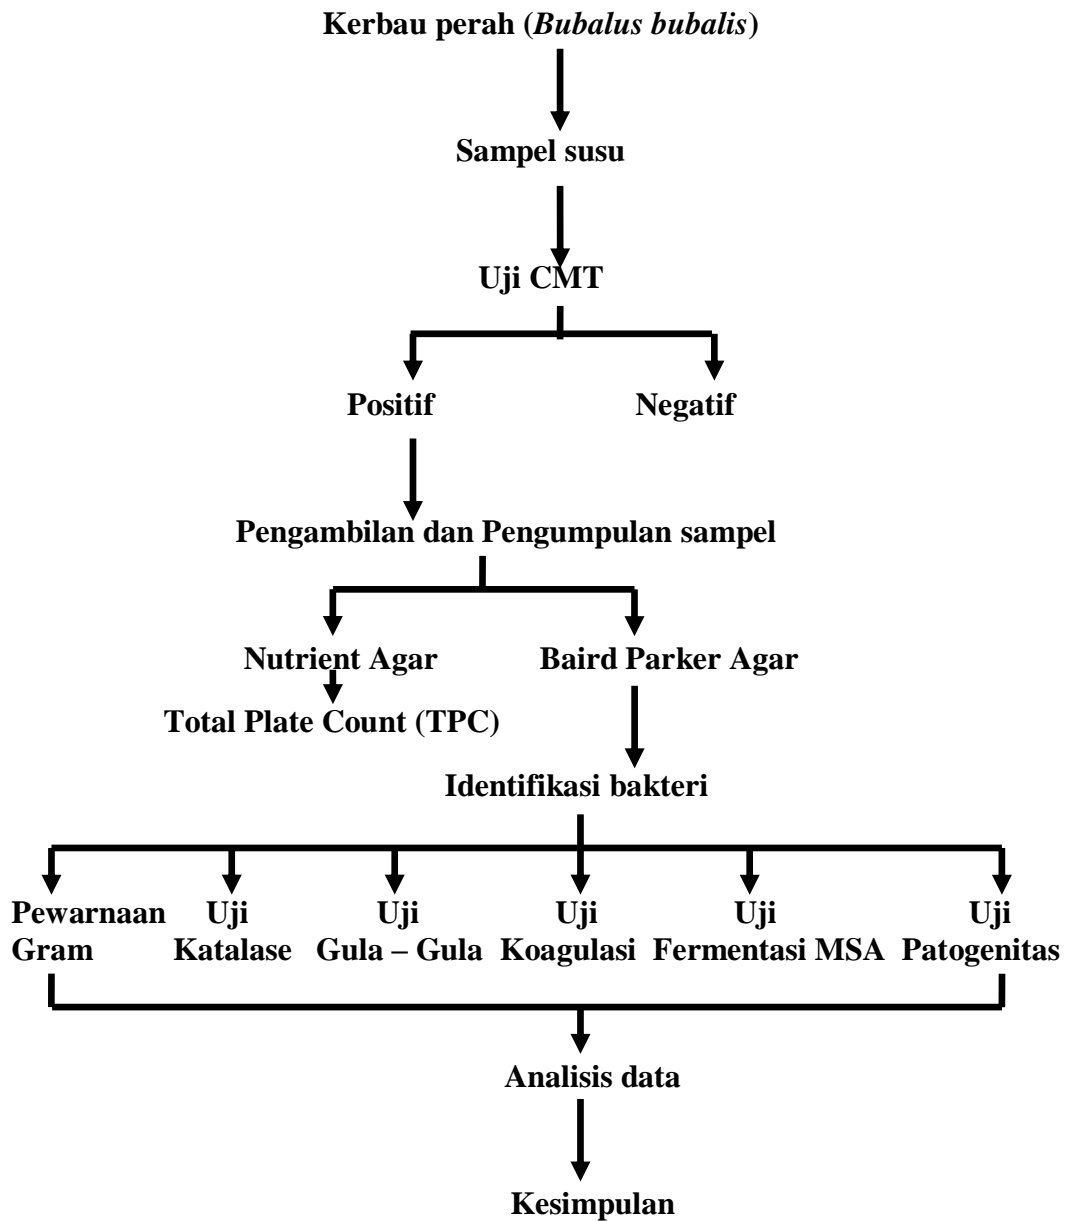 Kerbau perah (Bubalus bubalis)
Sampel susu
Uji CMT
Positif
Negatif
Pengambilan dan Pengumpulan sampel
Nutrient Agar
Baird Parker Agar
Total Plate Count (TPC)
Identifikasi bakteri
Pewarnaan
Gram
Uji
Katalase
Uji
Gula – Gula
Uji
Koagulasi
Uji
Fermentasi MSA
Uji
Patogenitas
Analisis data
Kesimpulan